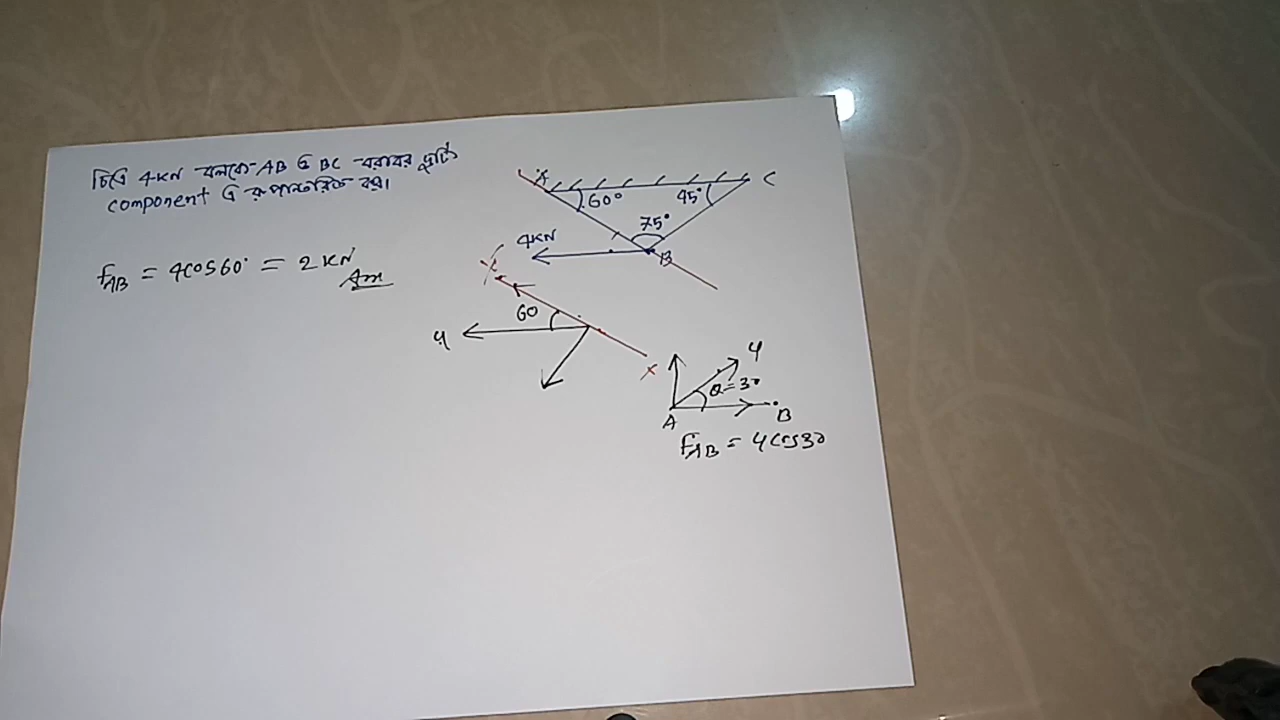 চিত্রে 4KN বলকে AB ও BC বরাবর দুটি
component এ রুপান্তরিত কর।
F_AB = 4cos60° = 2KN
Ans
A
C
60°
45°
75°
4KN
B
X
60
4
X
4
θ=30
A
B
F_AB = 4cos30